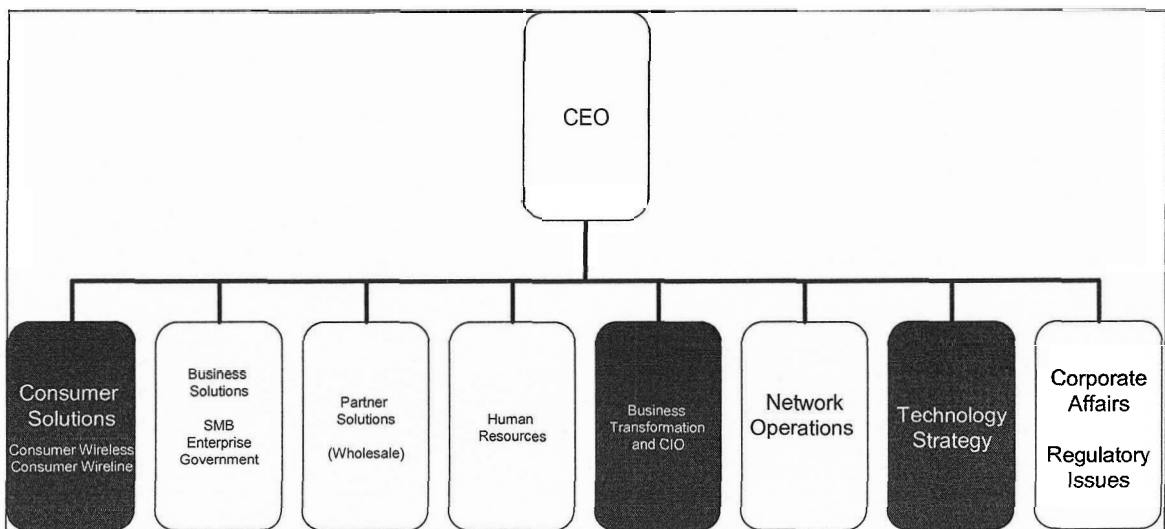 CEO
Consumer
Solutions
Consumer Wireless
Consumer Wireline
Business
Solutions
SMB
Enterprise
Government
Partner
Solutions
(Wholesale)
Human
Resources
Business
Transformation
and CIO
Network
Operations
Technology
Strategy
Corporate
Affairs
Regulatory
Issues